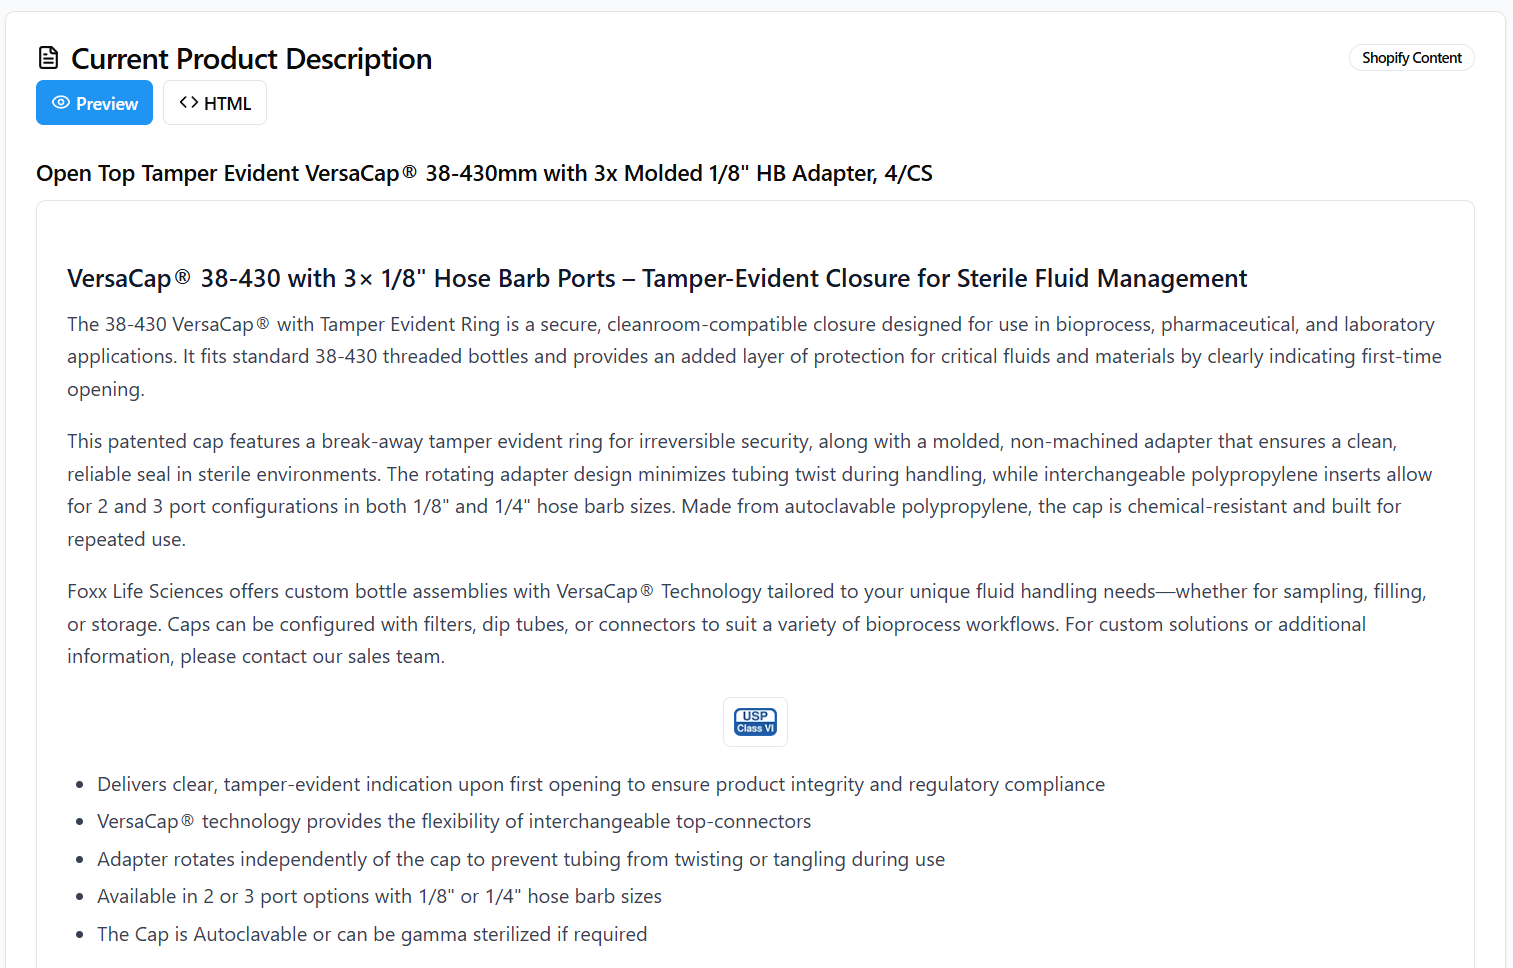 Current Product Description
Shopify Content
Preview
<> HTML
Open Top Tamper Evident VersaCap® 38-430mm with 3x Molded 1/8" HB Adapter, 4/CS
VersaCap® 38-430 with 3× 1/8" Hose Barb Ports – Tamper-Evident Closure for Sterile Fluid Management
The 38-430 VersaCap® with Tamper Evident Ring is a secure, cleanroom-compatible closure designed for use in bioprocess, pharmaceutical, and laboratory
applications. It fits standard 38-430 threaded bottles and provides an added layer of protection for critical fluids and materials by clearly indicating first-time
opening.
This patented cap features a break-away tamper evident ring for irreversible security, along with a molded, non-machined adapter that ensures a clean,
reliable seal in sterile environments. The rotating adapter design minimizes tubing twist during handling, while interchangeable polypropylene inserts allow
for 2 and 3 port configurations in both 1/8" and 1/4" hose barb sizes. Made from autoclavable polypropylene, the cap is chemical-resistant and built for
repeated use.
Foxx Life Sciences offers custom bottle assemblies with VersaCap® Technology tailored to your unique fluid handling needs—whether for sampling, filling,
or storage. Caps can be configured with filters, dip tubes, or connectors to suit a variety of bioprocess workflows. For custom solutions or additional
information, please contact our sales team.
USP
Class VI
• Delivers clear, tamper-evident indication upon first opening to ensure product integrity and regulatory compliance
• VersaCap® technology provides the flexibility of interchangeable top-connectors
• Adapter rotates independently of the cap to prevent tubing from twisting or tangling during use
• Available in 2 or 3 port options with 1/8" or 1/4" hose barb sizes
• The Cap is Autoclavable or can be gamma sterilized if required